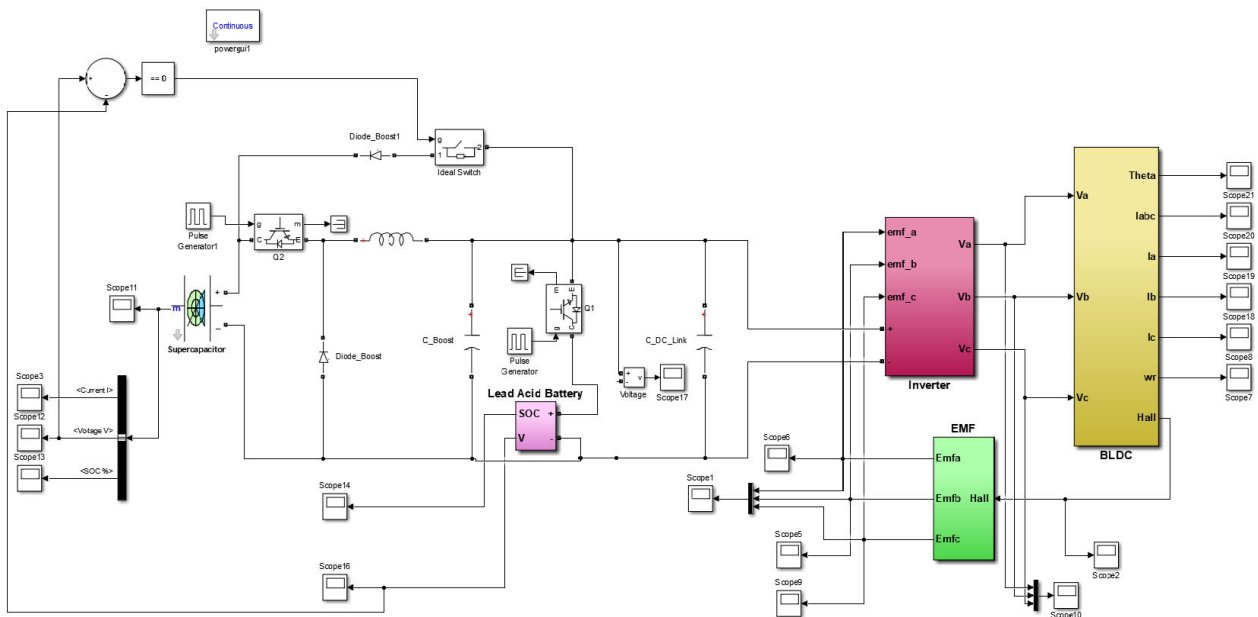 Continuous
powergui1
+
-
== 0
Diode_Boost1
g
1
2
Ideal Switch
Pulse
Generator1
g
m
C
E
Q2
+
+
+
Scope11
m
+
-
Supercapacitor
Diode_Boost
C_Boost
E
E
g
C
Q1
Pulse
Generator
+
-
v
Voltage
Scope17
C_DC_Link
Lead Acid Battery
SOC
+
V
-
Scope3
<Current I>
Scope12
<Votage V>
Scope13
<SOC %>
Scope14
Scope16
emf_a
emf_b
emf_c
+
-
Va
Vb
Vc
Inverter
Va
Vb
Vc
Theta
Iabc
Ia
Ib
Ic
wr
Hall
BLDC
Scope21
Scope20
Scope19
Scope18
Scope8
Scope7
EMF
Emfa
Emfb
Emfc
Hall
Scope6
Scope1
Scope5
Scope9
Scope2
Scope10